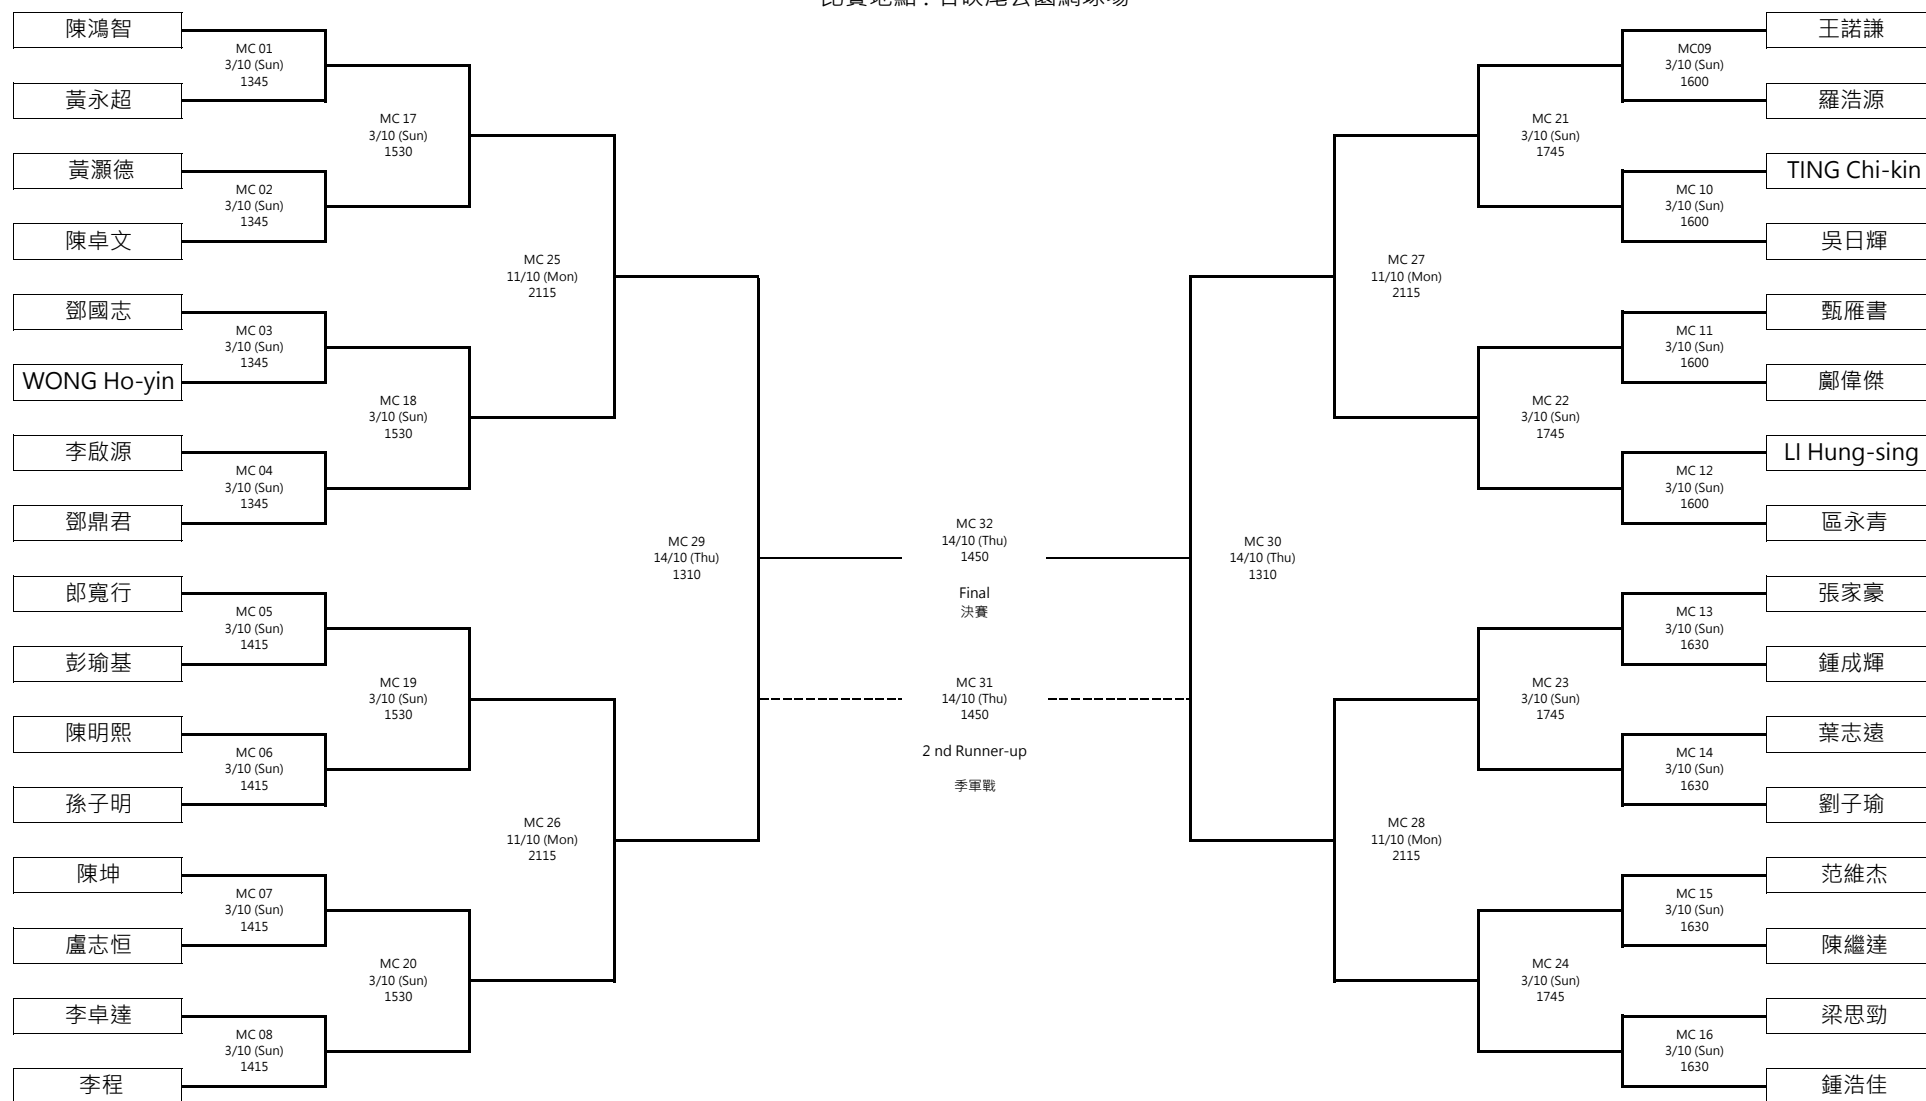 陳鴻智
MC 01
3/10 (Sun)
1345
黃永超
MC 17
3/10 (Sun)
1530
黃灝德
MC 02
3/10 (Sun)
1345
陳卓文
MC 25
11/10 (Mon)
2115
鄧國志
MC 03
3/10 (Sun)
1345
WONG Ho-yin
MC 18
3/10 (Sun)
1530
李啟源
MC 04
3/10 (Sun)
1345
鄧鼎君
MC 29
14/10 (Thu)
1310
郎寬行
MC 05
3/10 (Sun)
1415
彭瑜基
MC 19
3/10 (Sun)
1530
陳明熙
MC 06
3/10 (Sun)
1415
孫子明
MC 26
11/10 (Mon)
2115
陳坤
MC 07
3/10 (Sun)
1415
盧志恒
MC 20
3/10 (Sun)
1530
李卓達
MC 08
3/10 (Sun)
1415
李程
MC 32
14/10 (Thu)
1450
Final
決賽
MC 31
14/10 (Thu)
1450
2 nd Runner-up
季軍戰
王諾謙
MC09
3/10 (Sun)
1600
羅浩源
MC 21
3/10 (Sun)
1745
TING Chi-kin
MC 10
3/10 (Sun)
1600
吳日輝
MC 27
11/10 (Mon)
2115
甄雁書
MC 11
3/10 (Sun)
1600
鄺偉傑
MC 22
3/10 (Sun)
1745
LI Hung-sing
MC 12
3/10 (Sun)
1600
區永青
MC 30
14/10 (Thu)
1310
張家豪
MC 13
3/10 (Sun)
1630
鍾成輝
MC 23
3/10 (Sun)
1745
葉志遠
MC 14
3/10 (Sun)
1630
劉子瑜
MC 28
11/10 (Mon)
2115
范維杰
MC 15
3/10 (Sun)
1630
陳繼達
MC 24
3/10 (Sun)
1745
梁思勁
MC 16
3/10 (Sun)
1630
鍾浩佳